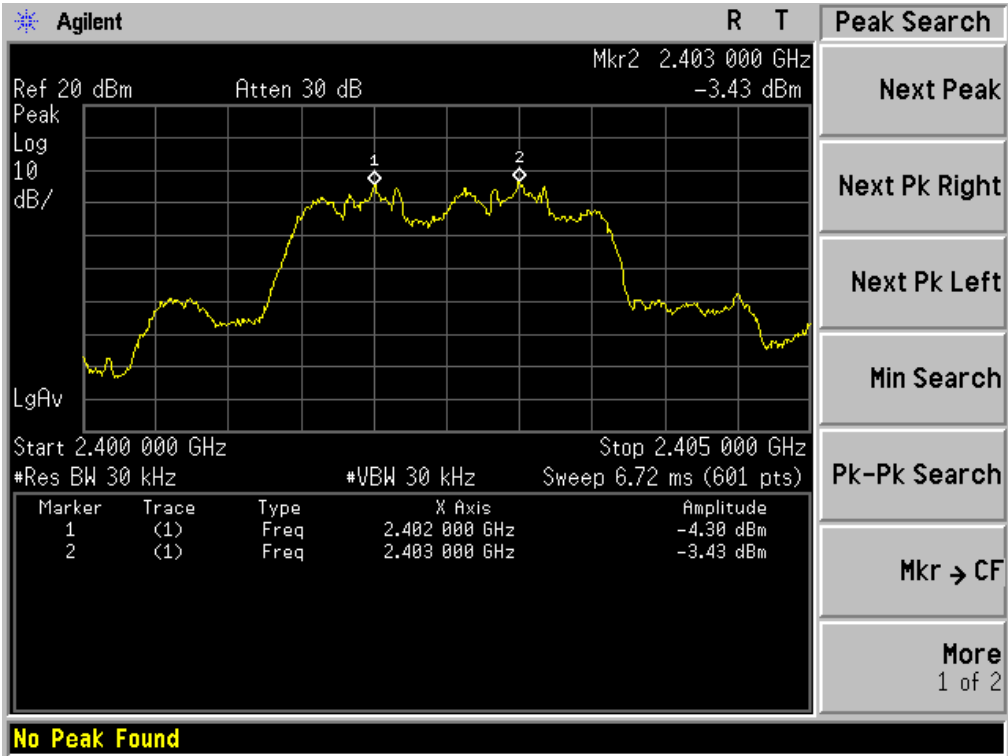 Agilent R T
Peak Search
Mkr2 2.403 000 GHz
Ref 20 dBm Atten 30 dB -3.43 dBm
Peak
Log
10
dB/
1
2
LgAv
Start 2.400 000 GHz Stop 2.405 000 GHz
#Res BW 30 kHz #VBW 30 kHz Sweep 6.72 ms (601 pts)
Marker Trace Type X Axis Amplitude
1 (1) Freq 2.402 000 GHz -4.30 dBm
2 (1) Freq 2.403 000 GHz -3.43 dBm
Next Peak
Next Pk Right
Next Pk Left
Min Search
Pk-Pk Search
Mkr → CF
More
1 of 2
No Peak Found